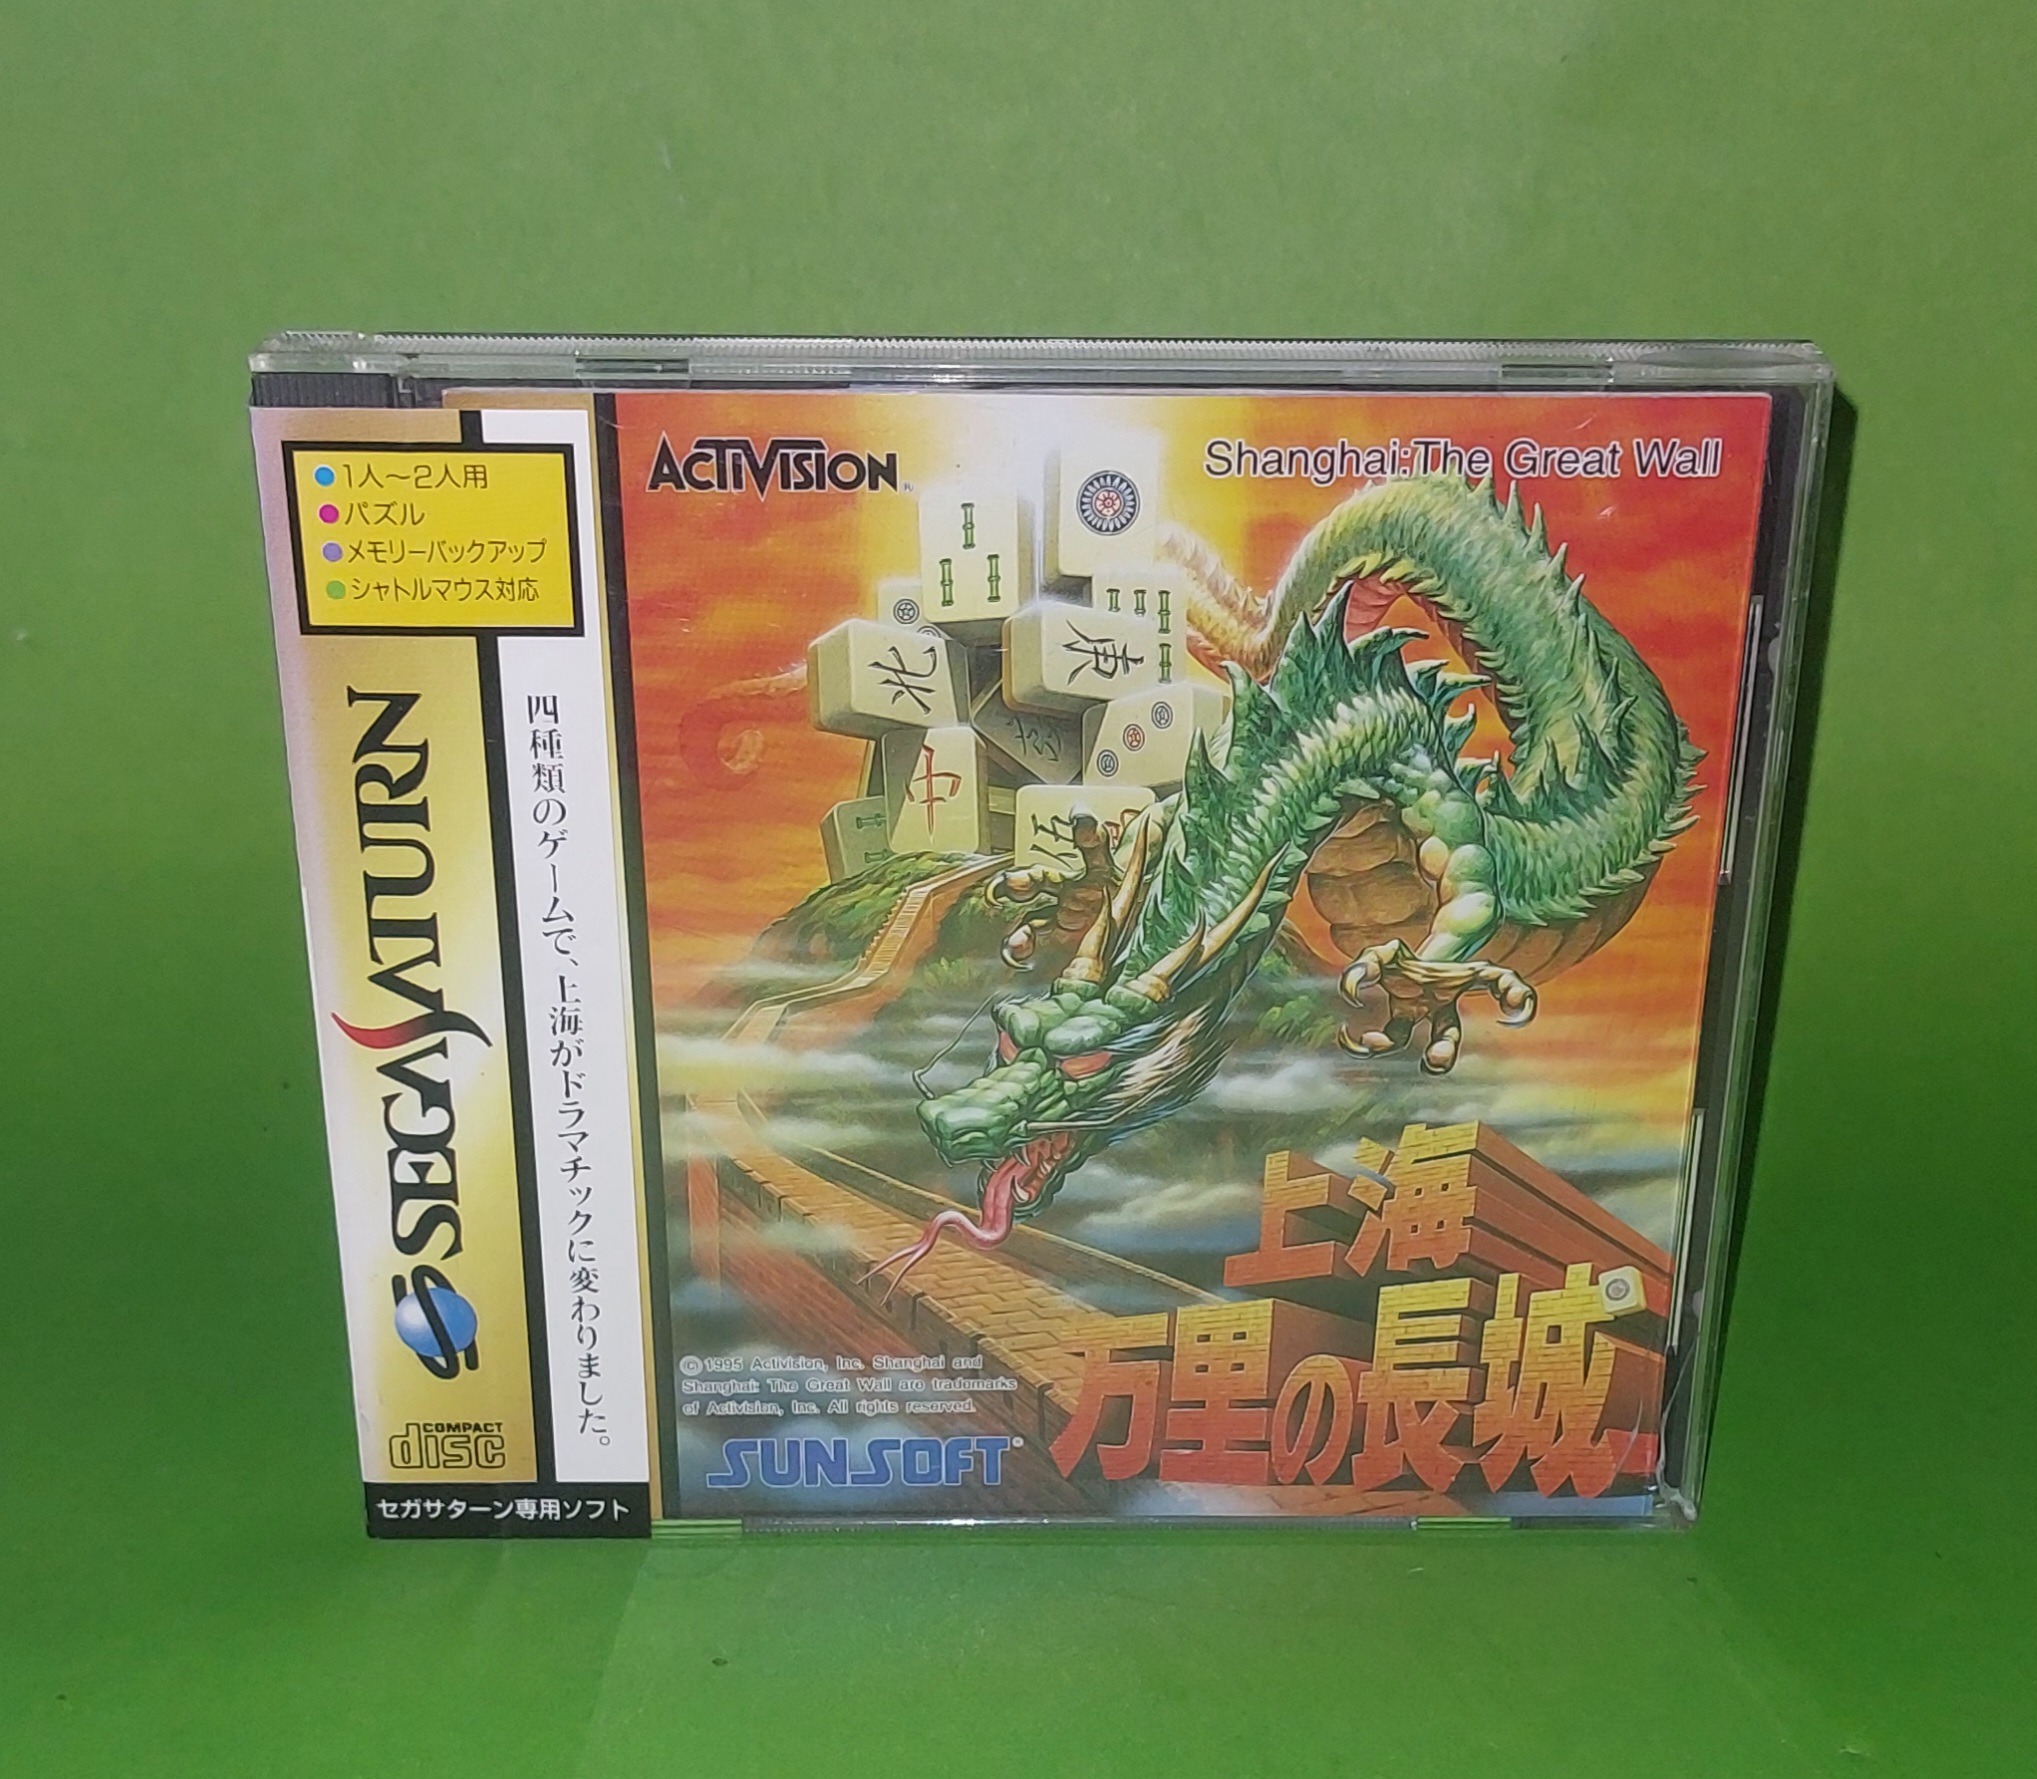 1人～2人用
パズル
メモリーバックアップ
シャトルマウス対応
SEGA SATURN
COMPACT
disc
四種類のゲームで、上海がドラマチックに変わりました。
セガサターン専用ソフト
ACTIVISION
Shanghai:The Great Wall
北
東
中
伍
上海
万里の長城
© 1995 Activision, Inc. Shanghai and
Shanghai: The Great Wall are trademarks
of Activision, Inc. All rights reserved.
SUNSOFT